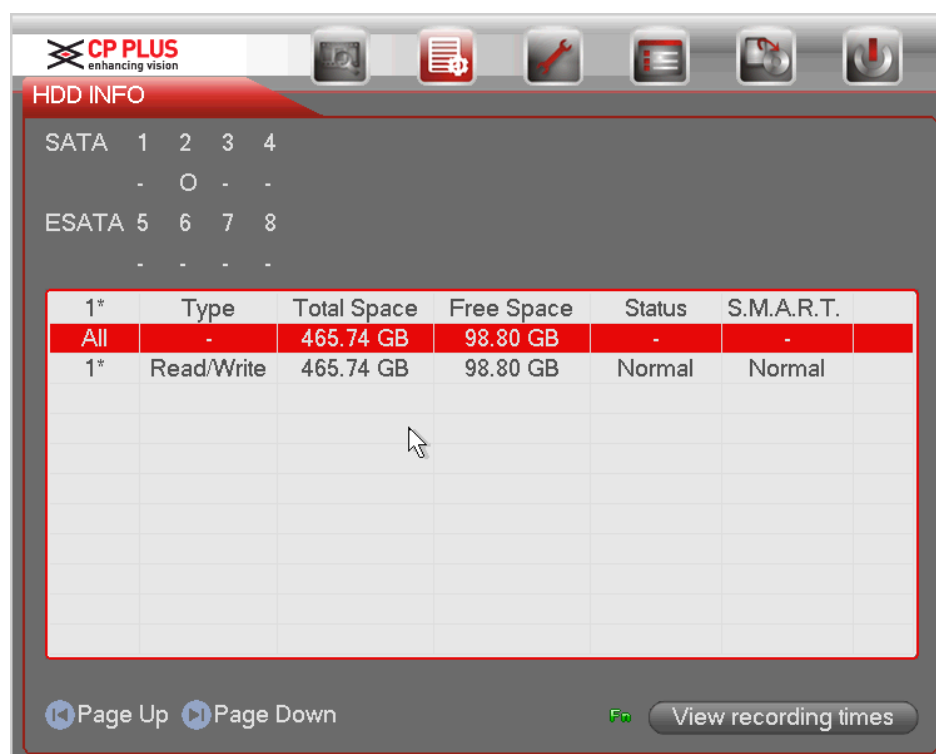 CP PLUS
enhancing vision
HDD INFO
SATA 1 2 3 4
- O - -
ESATA 5 6 7 8
- - - -
1* Type Total Space Free Space Status S.M.A.R.T.
All - 465.74 GB 98.80 GB - -
1* Read/Write 465.74 GB 98.80 GB Normal Normal
Page Up Page Down Fn View recording times